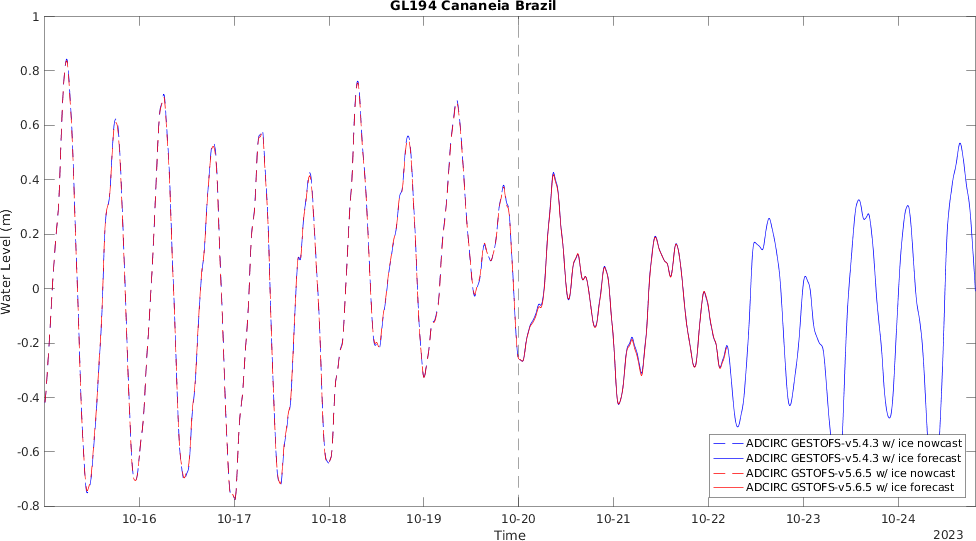 GL194 Cananeia Brazil
1
0.8
0.6
0.4
0.2
0
-0.2
-0.4
-0.6
-0.8
Water Level (m)
10-16 10-17 10-18 10-19 10-20 10-21 10-22 10-23 10-24
Time
2023
ADCIRC GESTOFS-v5.4.3 w/ ice nowcast
ADCIRC GESTOFS-v5.4.3 w/ ice forecast
ADCIRC GSTOFS-v5.6.5 w/ ice nowcast
ADCIRC GSTOFS-v5.6.5 w/ ice forecast